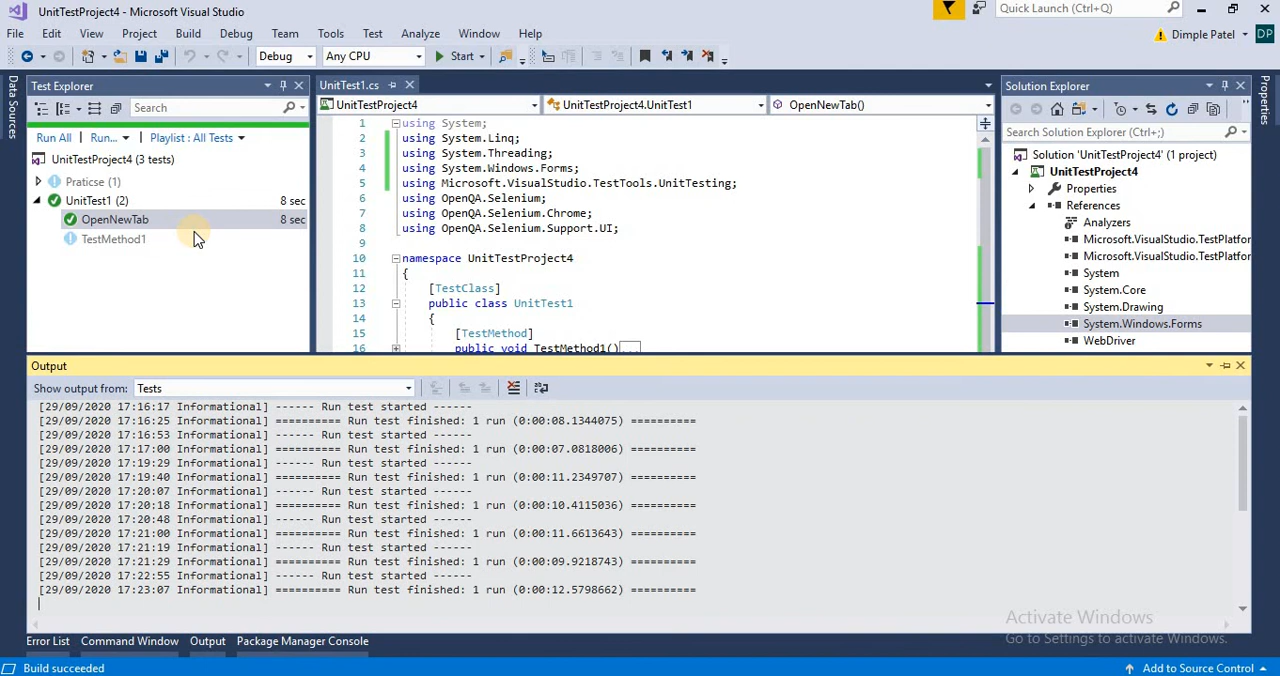 UnitTestProject4 - Microsoft Visual Studio
Quick Launch (Ctrl+Q)
File Edit View Project Build Debug Team Tools Test Analyze Window Help
Dimple Patel DP
Debug Any CPU Start
Data Sources
Test Explorer
Search
Run All Run... Playlist : All Tests
UnitTestProject4 (3 tests)
Praticse (1)
UnitTest1 (2) 8 sec
OpenNewTab 8 sec
TestMethod1
UnitTest1.cs
UnitTestProject4 UnitTestProject4.UnitTest1 OpenNewTab()
1 using System;
2 using System.Linq;
3 using System.Threading;
4 using System.Windows.Forms;
5 using Microsoft.VisualStudio.TestTools.UnitTesting;
6 using OpenQA.Selenium;
7 using OpenQA.Selenium.Chrome;
8 using OpenQA.Selenium.Support.UI;
9
10 namespace UnitTestProject4
11 {
12 [TestClass]
13 public class UnitTest1
14 {
15 [TestMethod]
16 public void TestMethod1()...
Solution Explorer
Search Solution Explorer (Ctrl+;)
Solution 'UnitTestProject4' (1 project)
UnitTestProject4
Properties
References
Analyzers
Microsoft.VisualStudio.TestPlatfor
Microsoft.VisualStudio.TestPlatfor
System
System.Core
System.Drawing
System.Windows.Forms
WebDriver
Properties
Output
Show output from: Tests
[29/09/2020 17:16:17 Informational] ------ Run test started ------
[29/09/2020 17:16:25 Informational] ========== Run test finished: 1 run (0:00:08.1344075) ==========
[29/09/2020 17:16:53 Informational] ------ Run test started ------
[29/09/2020 17:17:00 Informational] ========== Run test finished: 1 run (0:00:07.0818006) ==========
[29/09/2020 17:19:29 Informational] ------ Run test started ------
[29/09/2020 17:19:40 Informational] ========== Run test finished: 1 run (0:00:11.2349707) ==========
[29/09/2020 17:20:07 Informational] ------ Run test started ------
[29/09/2020 17:20:18 Informational] ========== Run test finished: 1 run (0:00:10.4115036) ==========
[29/09/2020 17:20:48 Informational] ------ Run test started ------
[29/09/2020 17:21:00 Informational] ========== Run test finished: 1 run (0:00:11.6613643) ==========
[29/09/2020 17:21:19 Informational] ------ Run test started ------
[29/09/2020 17:21:29 Informational] ========== Run test finished: 1 run (0:00:09.9218743) ==========
[29/09/2020 17:22:55 Informational] ------ Run test started ------
[29/09/2020 17:23:07 Informational] ========== Run test finished: 1 run (0:00:12.5798662) ==========
Activate Windows
Go to Settings to activate Windows.
Error List Command Window Output Package Manager Console
Build succeeded
Add to Source Control